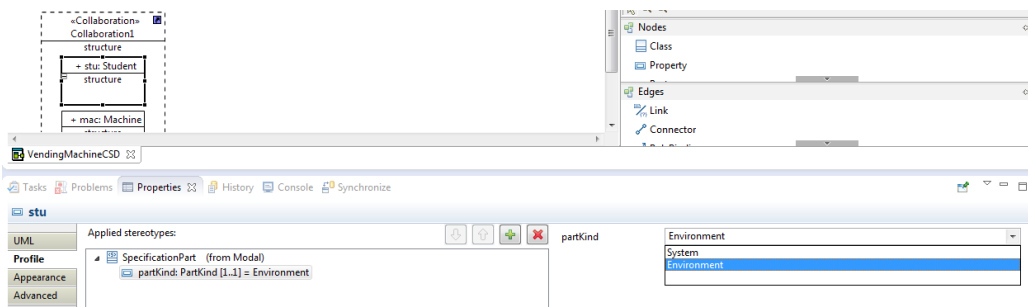 «Collaboration»
Collaboration1
structure
+ stu: Student
structure
+ mac: Machine
Nodes
Class
Property
Edges
Link
Connector
VendingMachineCSD
Tasks Problems Properties History Console Synchronize
stu
UML
Profile
Appearance
Advanced
Applied stereotypes:
SpecificationPart (from Modal)
partKind: PartKind [1..1] = Environment
partKind
Environment
System
Environment